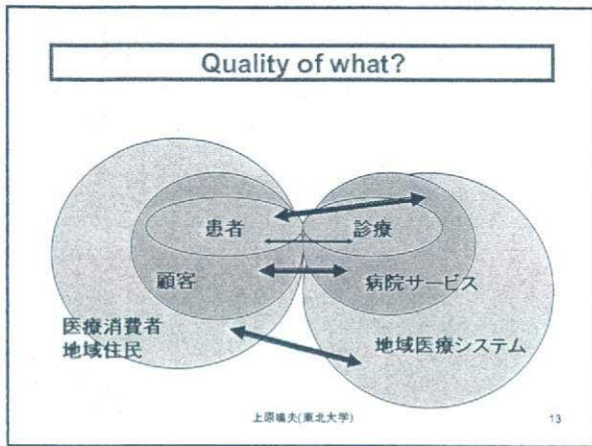 Quality of what?
患者
診療
顧客
病院サービス
医療消費者
地域住民
地域医療システム
上原鳴夫(東北大学)
13